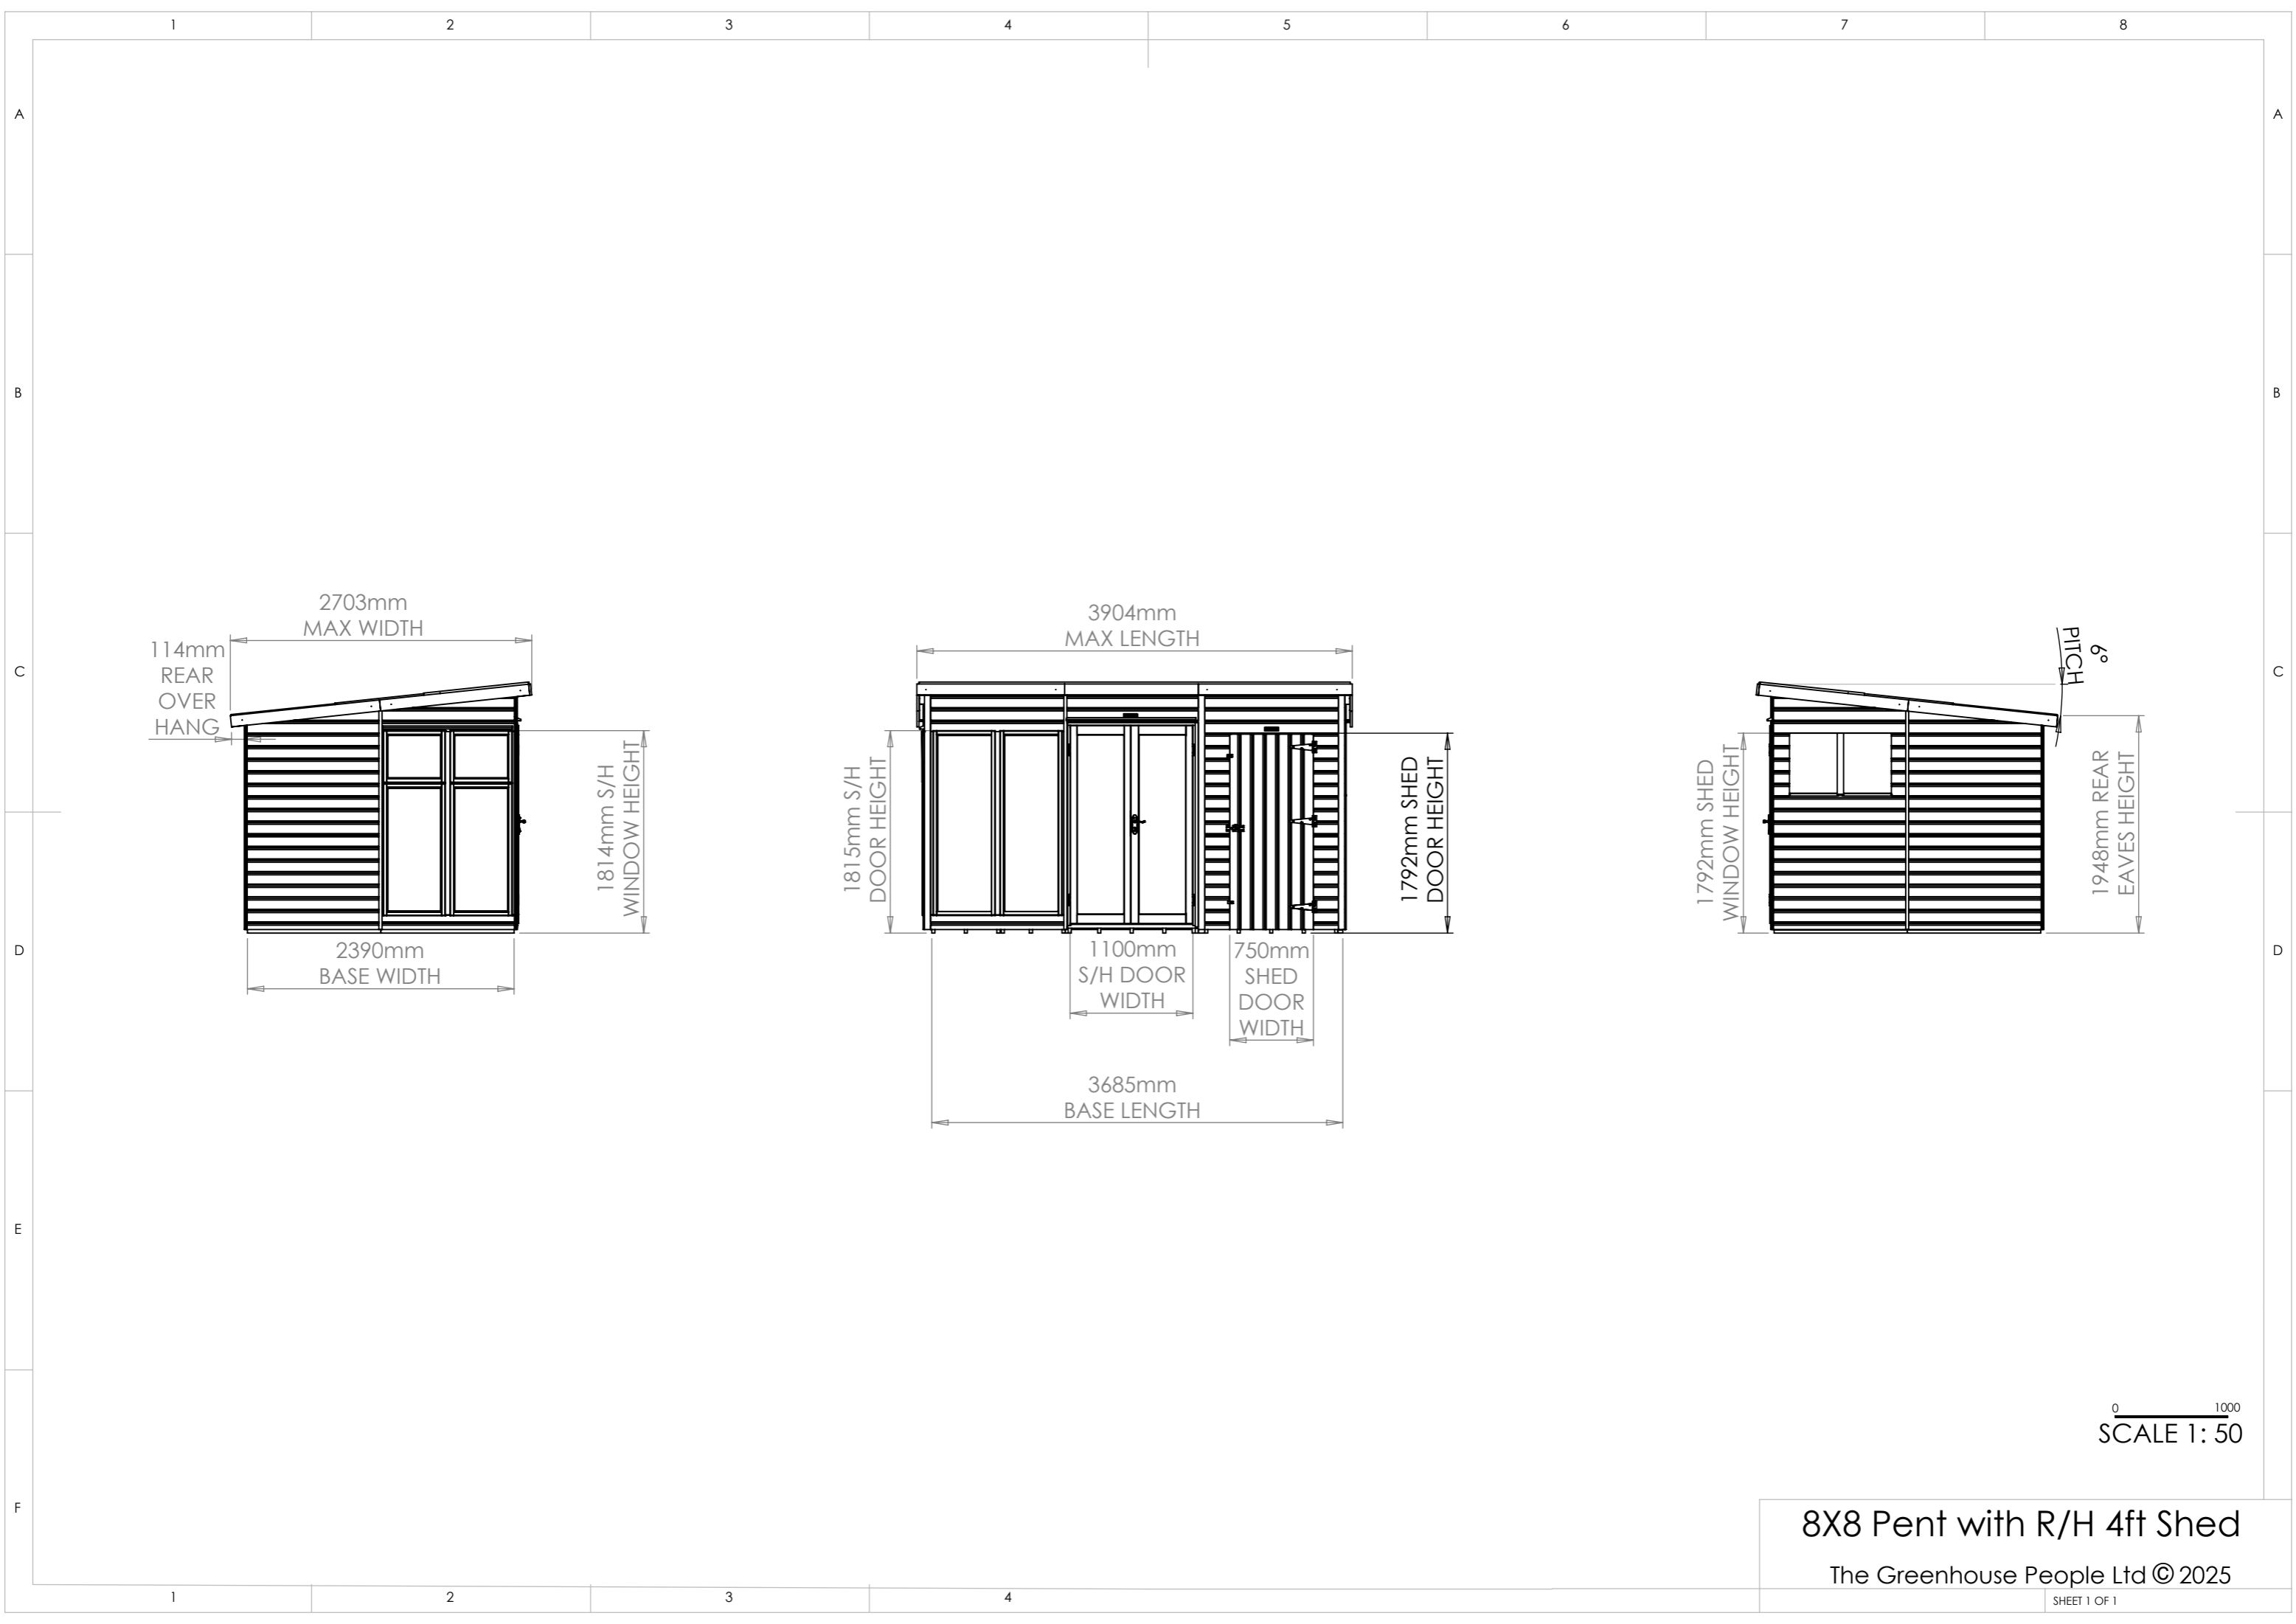 1 2 3 4 5 6 7 8
A A
B B
2703mm
MAX WIDTH
114mm
REAR
OVER
HANG
1814mm S/H
WINDOW HEIGHT
2390mm
BASE WIDTH
3904mm
MAX LENGTH
1815mm S/H
DOOR HEIGHT
1792mm SHED
DOOR HEIGHT
1100mm
S/H DOOR
WIDTH
750mm
SHED
DOOR
WIDTH
3685mm
BASE LENGTH
6°
PITCH
1792mm SHED
WINDOW HEIGHT
1948mm REAR
EAVES HEIGHT
C C
D D
E E
0 1000
SCALE 1: 50
F
8X8 Pent with R/H 4ft Shed
The Greenhouse People Ltd © 2025
SHEET 1 OF 1
1 2 3 4